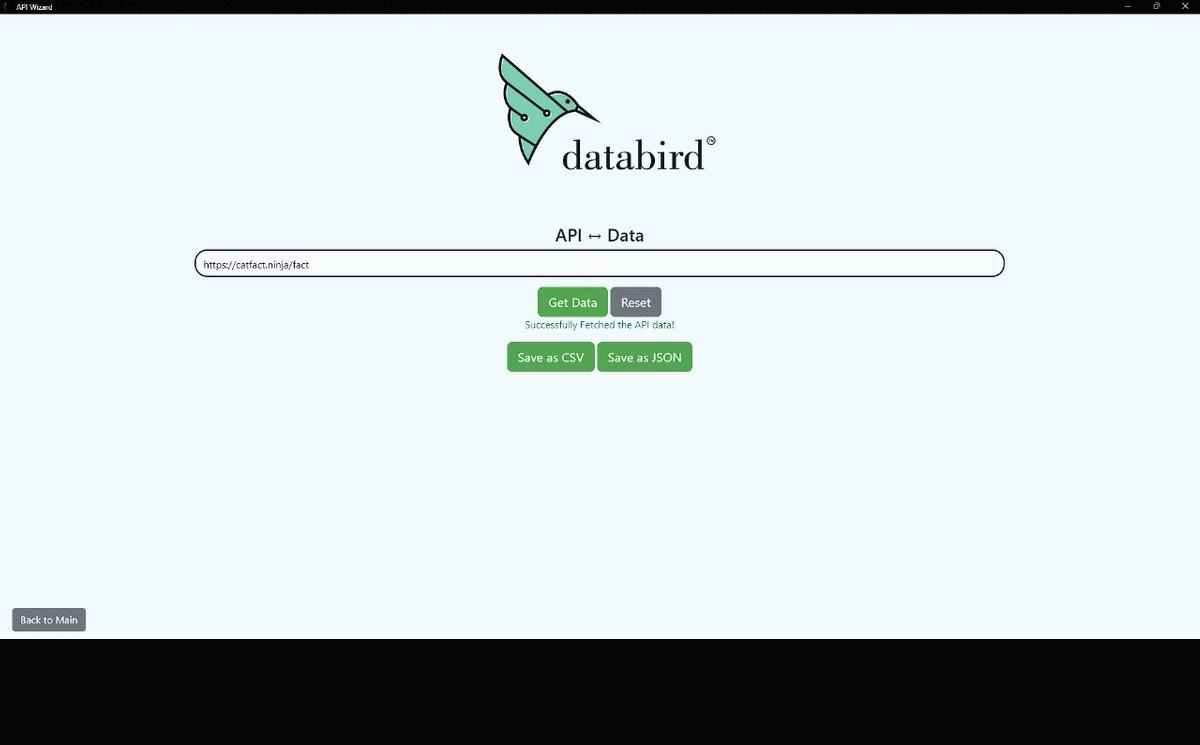 API Wizard
databird
API ↔ Data
https://catfact.ninja/fact
Get Data Reset
Successfully Fetched the API data!
Save as CSV Save as JSON
Back to Main